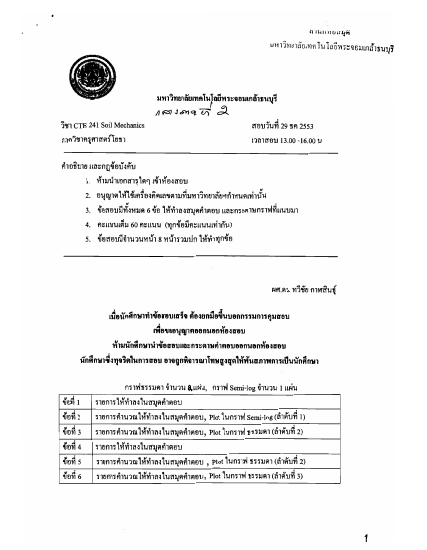 มหาวิทยาลัยเทคโนโลยีพระจอมเกล้าธนบุรี
มหาวิทยาลัยเทคโนโลยีพระจอมเกล้าธนบุรี
วิชา CTE 241 Soil Mechanics สอบวันที่ 29 ธค 2553
ภาควิชาครุศาสตร์โยธา เวลาสอบ 13.00 -16.00 น
คำอธิบาย และกฎข้อบังคับ
1. ห้ามนำเอกสารใดๆ เข้าห้องสอบ
2. อนุญาตให้ใช้เครื่องคิดเลขตามที่มหาวิทยาลัยฯกำหนดเท่านั้น
3. ข้อสอบมีทั้งหมด 6 ข้อ ให้ทำลงสมุดคำตอบ และกระดาษกราฟที่แนบมา
4. คะแนนเต็ม 60 คะแนน (ทุกข้อมีคะแนนเท่ากัน)
5. ข้อสอบมีจำนวนหน้า 8 หน้ารวมปก ให้ทำทุกข้อ
ผศ.ดร. ทวีชัย กาฬสินธุ์
เมื่อนักศึกษาทำข้อสอบเสร็จ ต้องยกมือขึ้นบอกกรรมการคุมสอบ
เพื่อขออนุญาตออกนอกห้องสอบ
ห้ามนักศึกษานำข้อสอบและกระดาษคำตอบออกนอกห้องสอบ
นักศึกษาซึ่งทุจริตในการสอบ อาจถูกพิจารณาโทษสูงสุดให้พ้นสภาพการเป็นนักศึกษา
กราฟธรรมดา จำนวน แผ่น, กราฟ Semi-log จำนวน 1 แผ่น
ข้อที่ 1 รายการให้ทำลงในสมุดคำตอบ
ข้อที่ 2 รายการคำนวณให้ทำลงในสมุดคำตอบ, Plot ในกราฟ Semi-log (ลำดับที่ 1)
ข้อที่ 3 รายการคำนวณให้ทำลงในสมุดคำตอบ, Plot ในกราฟ ธรรมดา (ลำดับที่ 2)
ข้อที่ 4 รายการให้ทำลงในสมุดคำตอบ
ข้อที่ 5 รายการคำนวณให้ทำลงในสมุดคำตอบ , Plot ในกราฟ ธรรมดา (ลำดับที่ 2)
ข้อที่ 6 รายการคำนวณให้ทำลงในสมุดคำตอบ, Plot ในกราฟ ธรรมดา (ลำดับที่ 3)
1